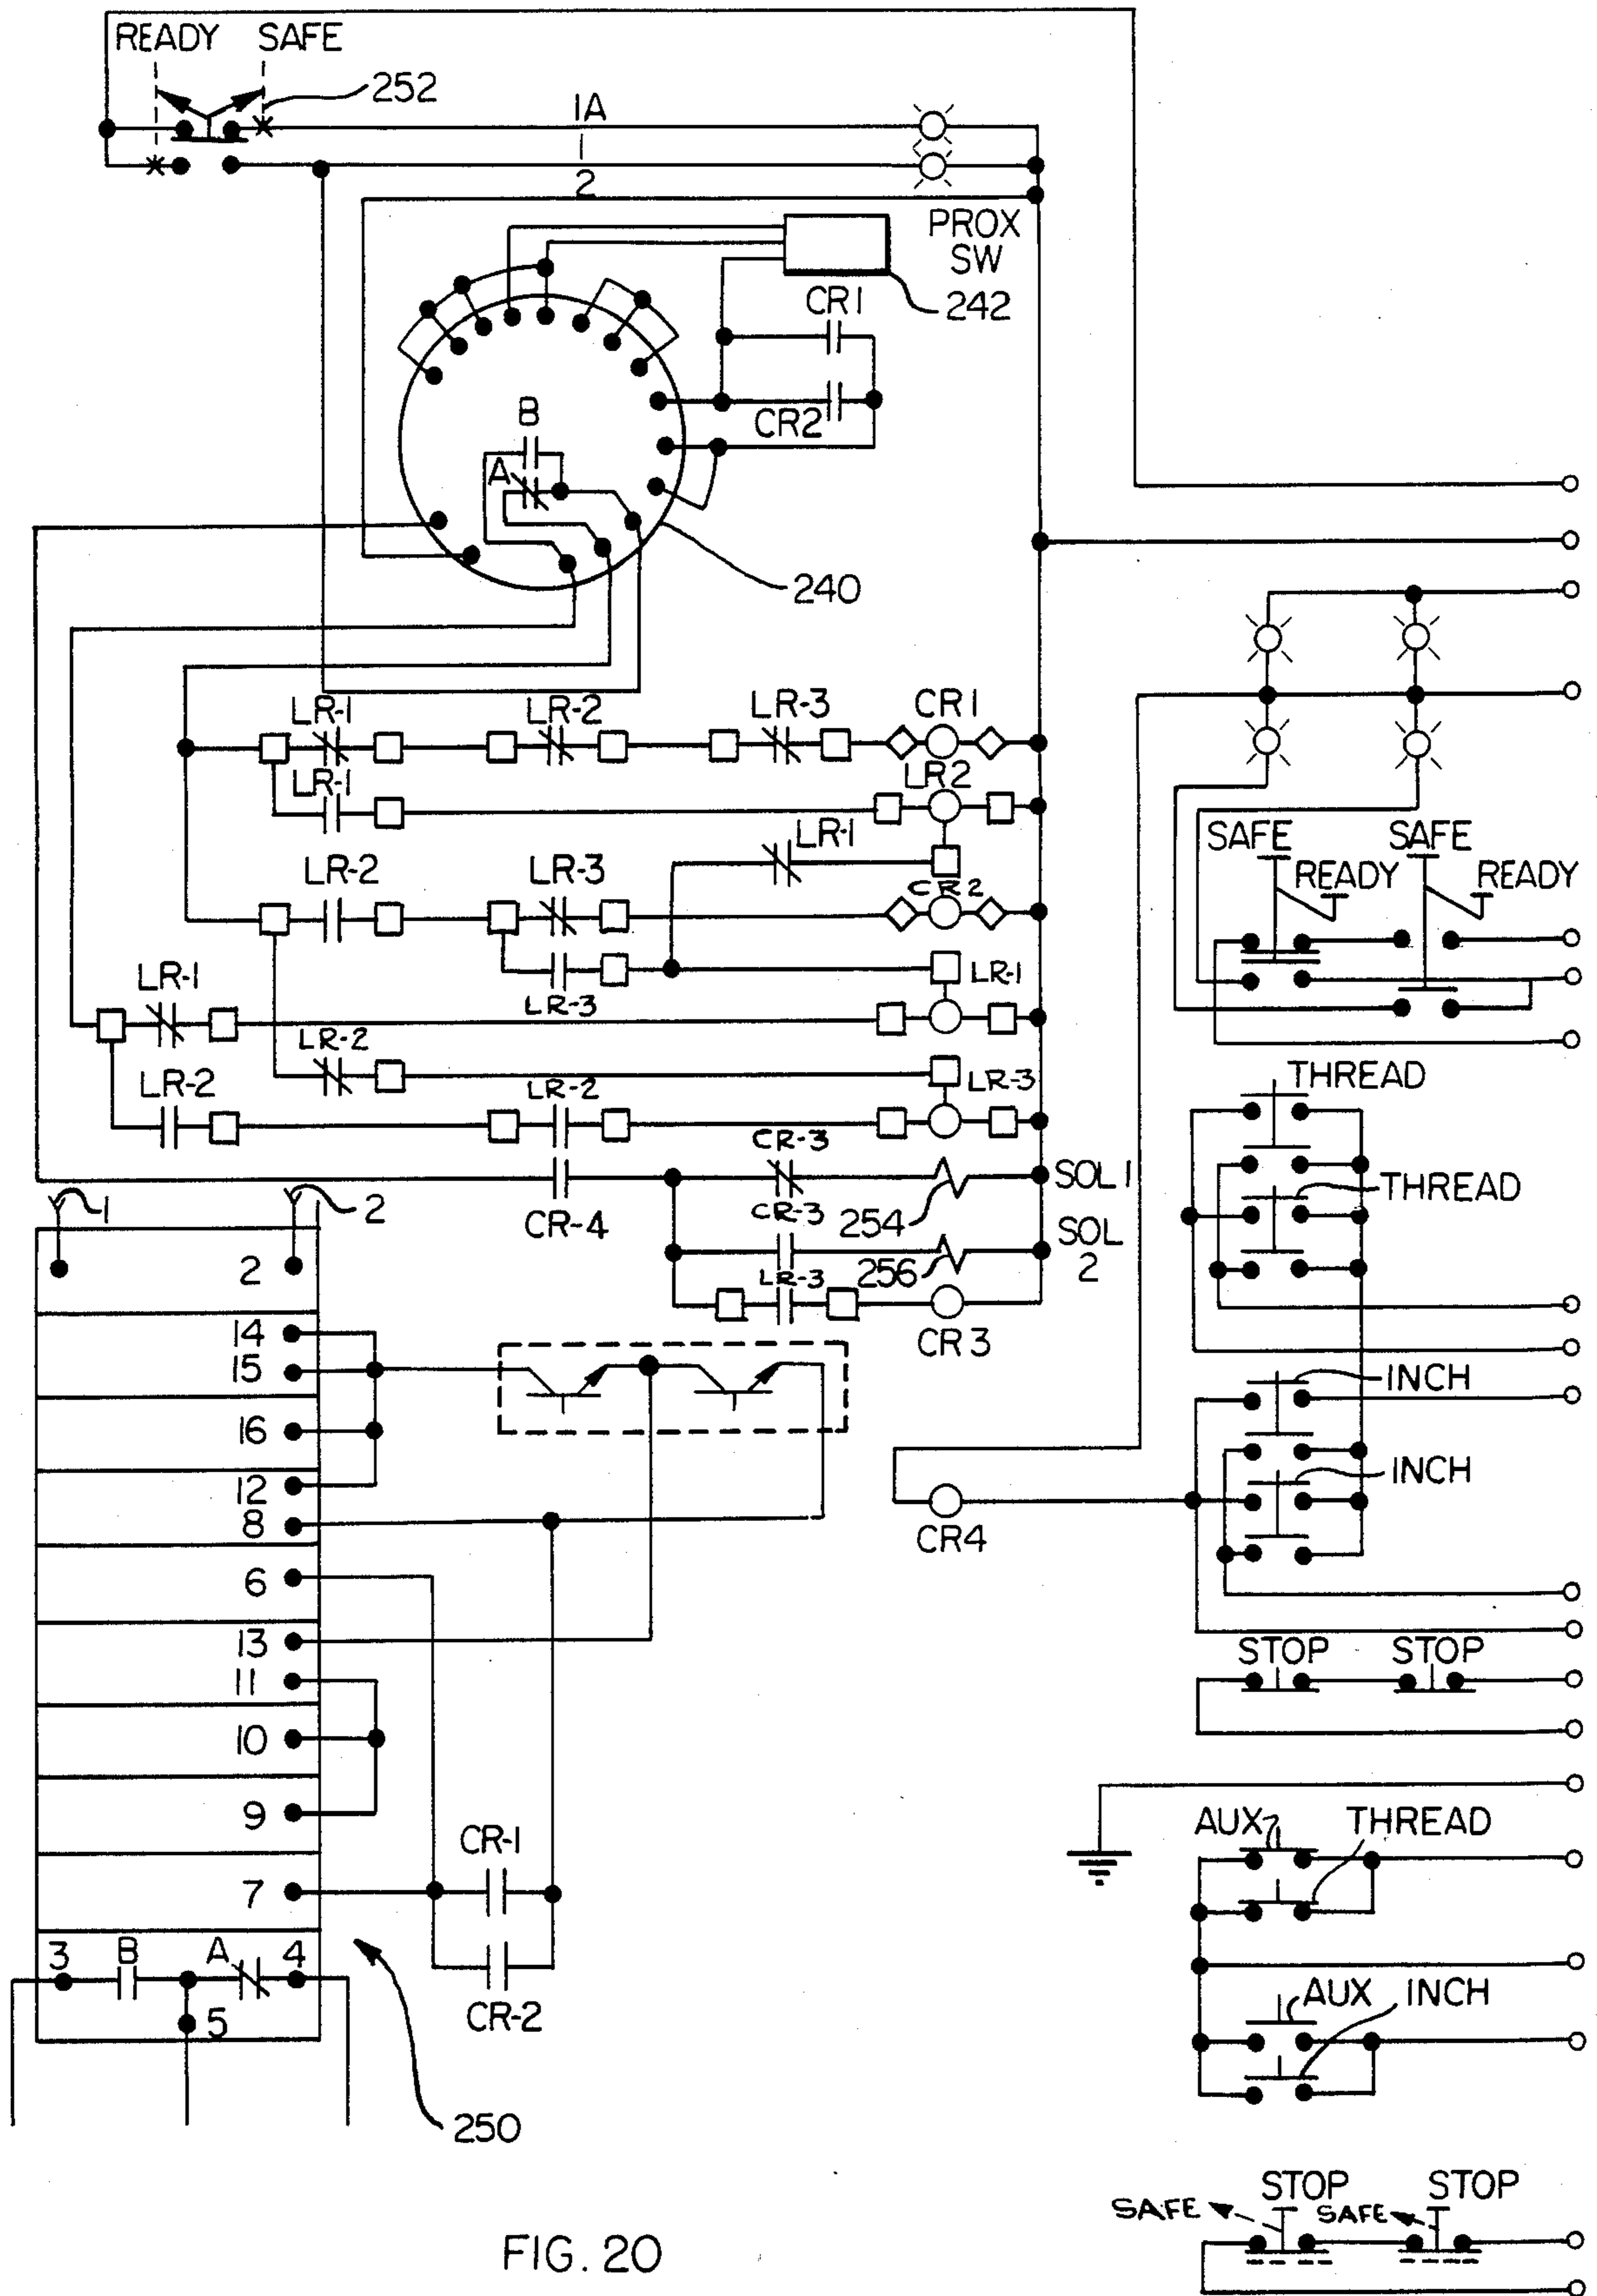 READY SAFE
252
1A
1
2
PROX
SW
242
CR1
CR2
B
A
240
LR-1 LR-2 LR-3 CR1
LR-1 LR2
LR-1
LR-2 LR-3 CR2
LR-3 LR-1
LR-1
LR-2
LR-2 LR-2 LR-3
CR-3
SOL 1
CR-4 CR-3 254
SOL
2
LR-3 256
CR3
1 2
2
14
15
16
12
8
6
13
11
10
9
7
CR-1
CR-2
3 B A 4
5
250
SAFE SAFE
READY READY
THREAD
THREAD
INCH
INCH
CR4
STOP STOP
AUX THREAD
AUX INCH
STOP STOP
SAFE SAFE
FIG. 20